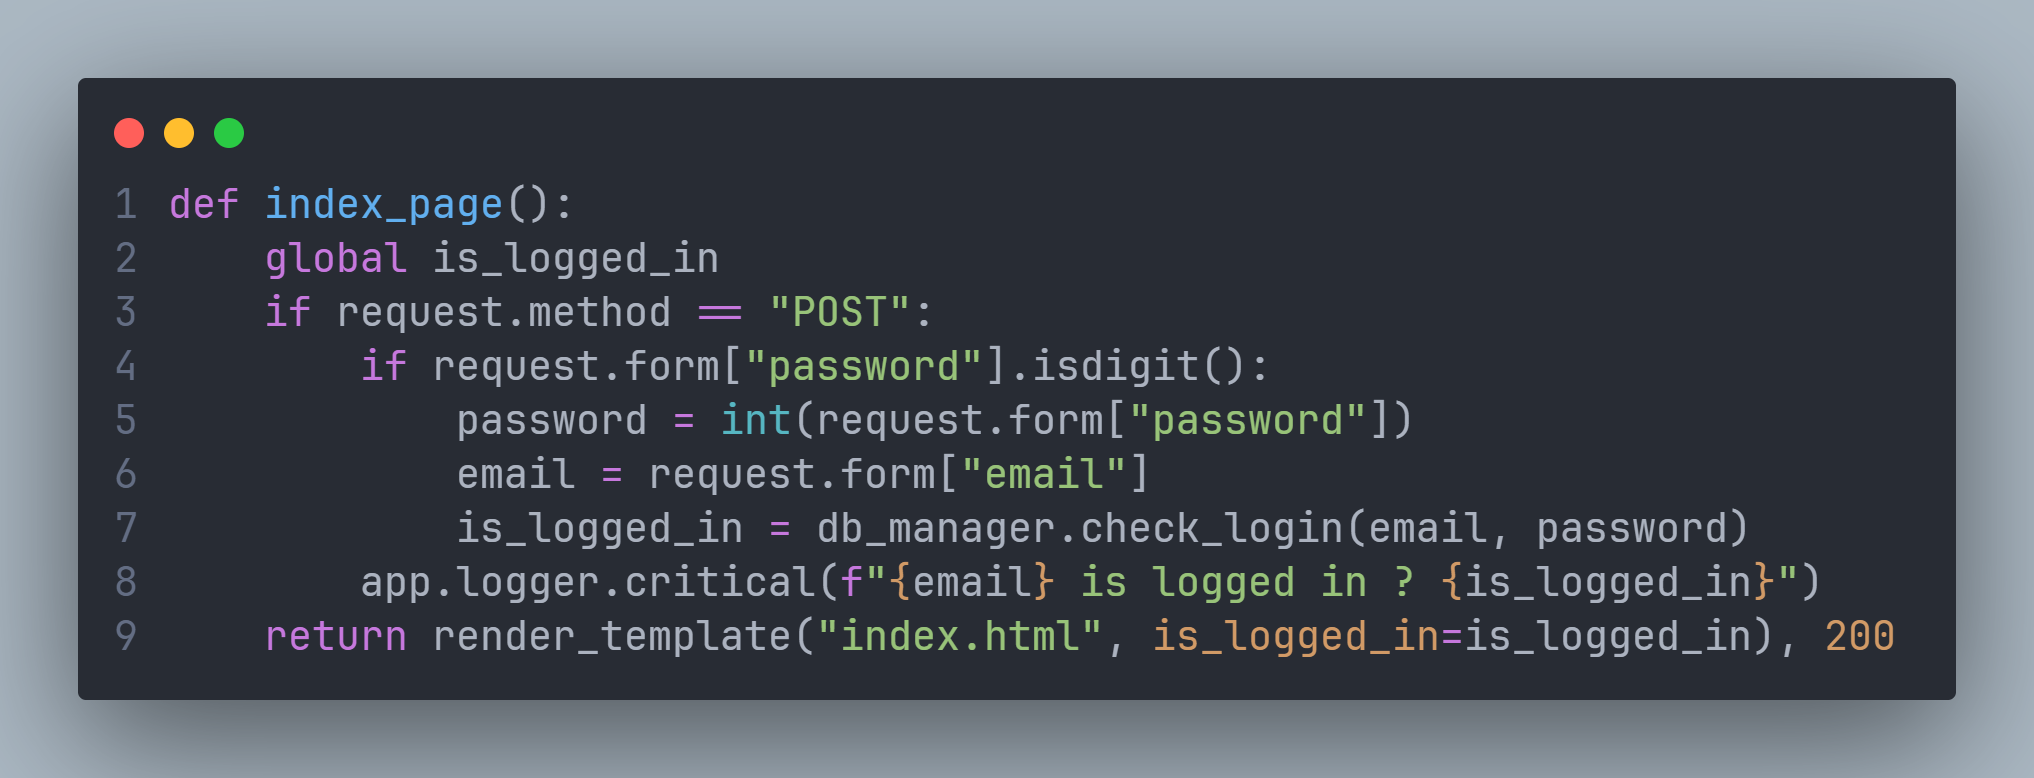 1 def index_page():
2     global is_logged_in
3     if request.method == "POST":
4         if request.form["password"].isdigit():
5             password = int(request.form["password"])
6             email = request.form["email"]
7             is_logged_in = db_manager.check_login(email, password)
8         app.logger.critical(f"{email} is logged in ? {is_logged_in}")
9     return render_template("index.html", is_logged_in=is_logged_in), 200